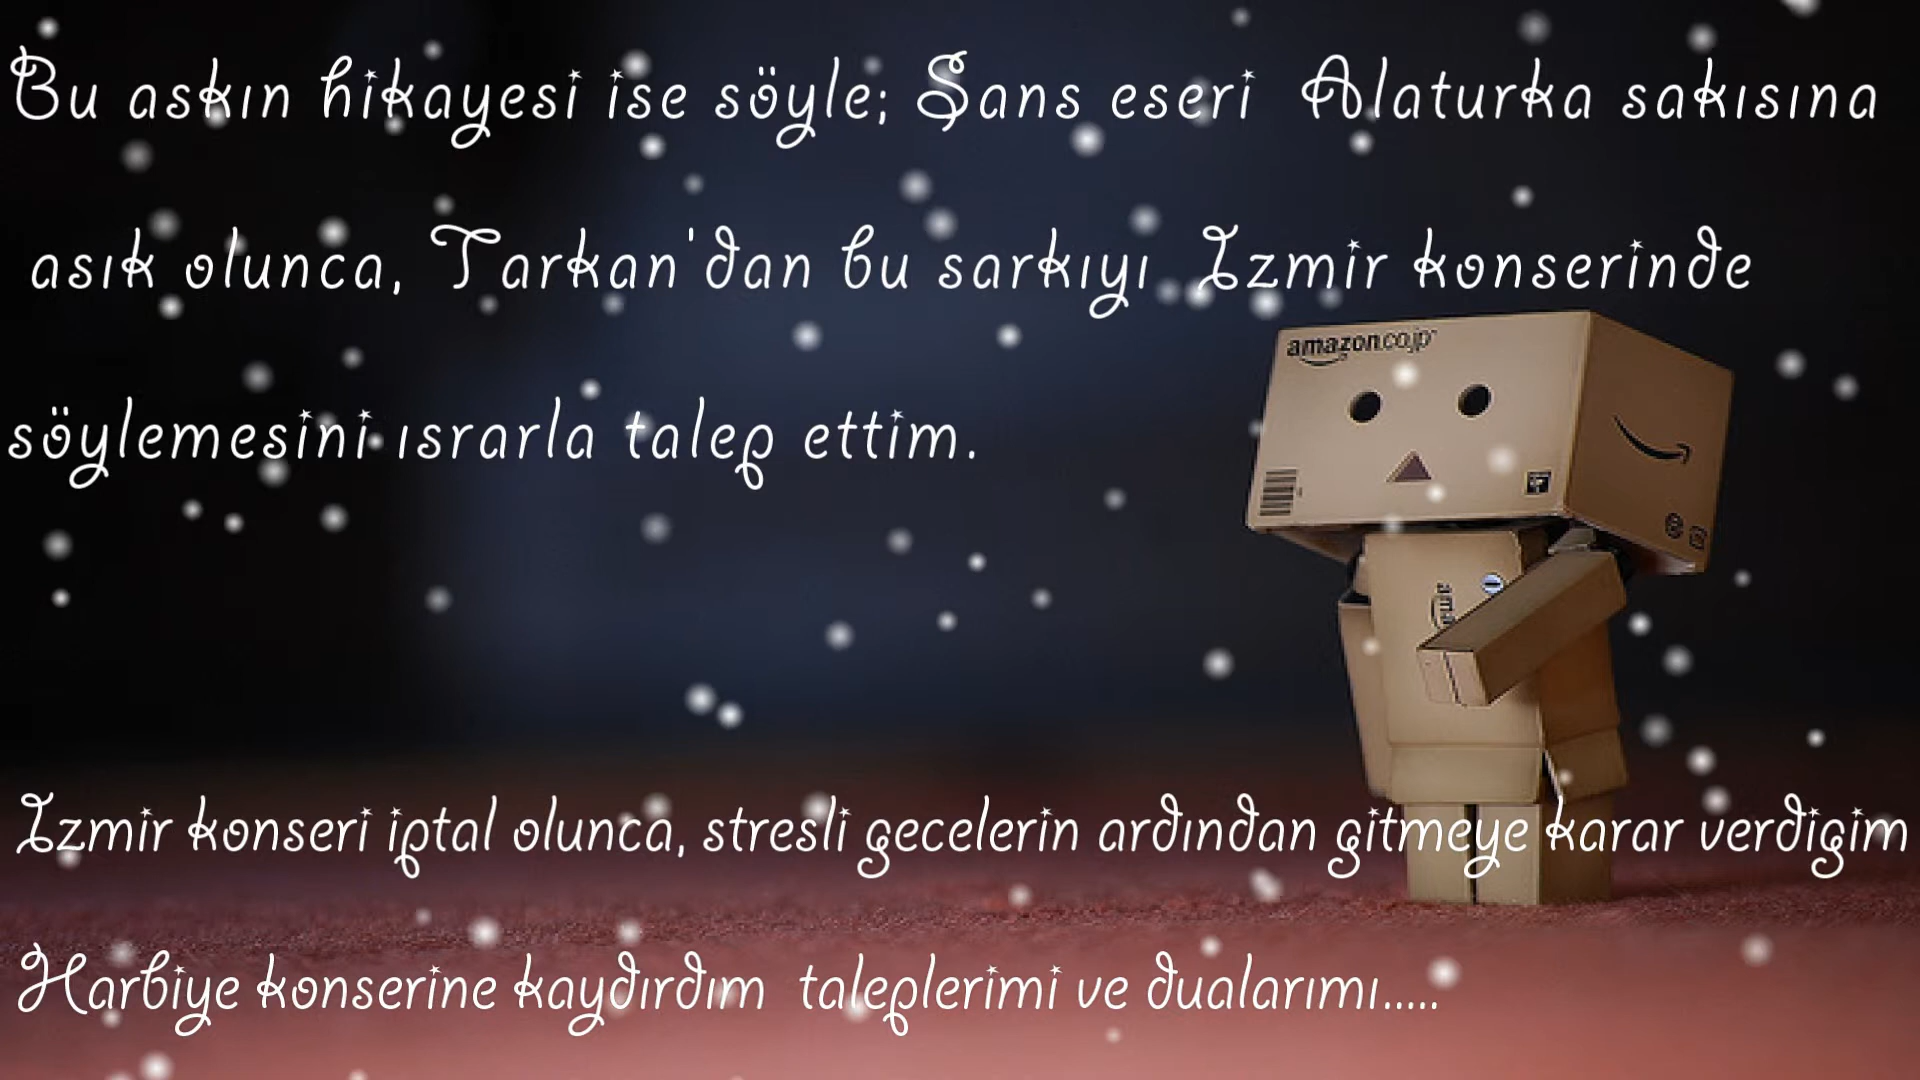 Bu askın hikayesi ise söyle; Şans eseri Alaturka sakısına
asık olunca, Tarkan'dan bu sarkıyı Izmir konserinde
söylemesini ısrarla talep ettim.
amazon.co.jp
Izmir konseri iptal olunca, stresli gecelerin ardından gitmeye karar verdigim
Harbiye konserine kaydırdım taleplerimi ve dualarımı.....